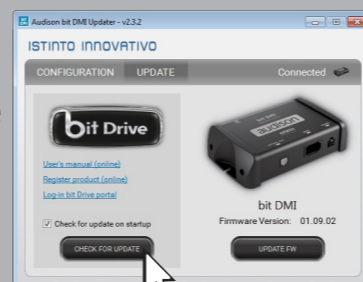 Audison bit DMI Updater - v2.3.2
ISTINTO INNOVATIVO
CONFIGURATION UPDATE Connected
bit Drive
audison
User's manual (online)
Register product (online)
Log-in bit Drive portal
bit DMI
Firmware Version: 01.09.02
Check for update on startup
CHECK FOR UPDATE
UPDATE FW